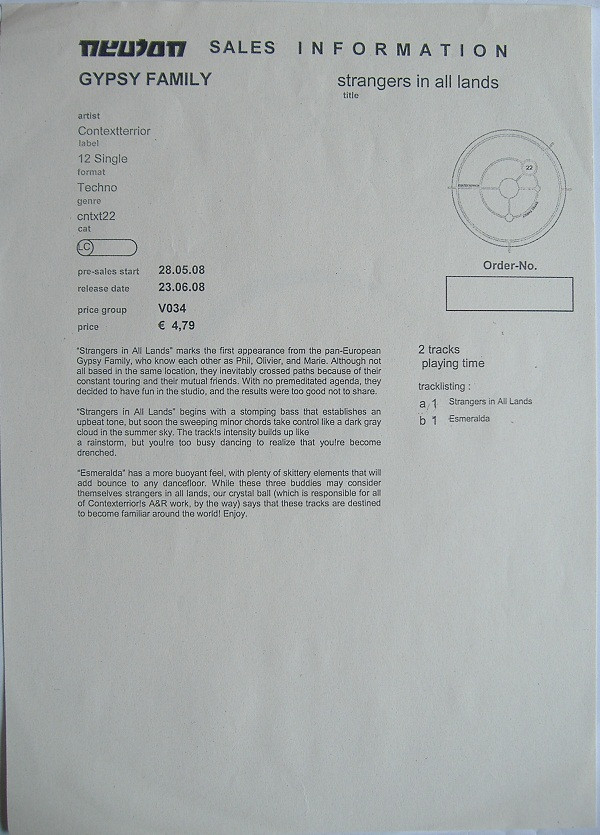 neuton SALES INFORMATION
GYPSY FAMILY
strangers in all lands
title
artist
Contextterrior
label
12 Single
format
Techno
genre
cntxt22
cat
LC
pre-sales start 28.05.08
release date 23.06.08
price group V034
price € 4,79
22
Order-No.
"Strangers in All Lands" marks the first appearance from the pan-European
Gypsy Family, who know each other as Phil, Olivier, and Marie. Although not
all based in the same location, they inevitably crossed paths because of their
constant touring and their mutual friends. With no premeditated agenda, they
decided to have fun in the studio, and the results were too good not to share.
"Strangers in All Lands" begins with a stomping bass that establishes an
upbeat tone, but soon the sweeping minor chords take control like a dark gray
cloud in the summer sky. The track!s intensity builds up like
a rainstorm, but you!re too busy dancing to realize that you!re become
drenched.
"Esmeralda" has a more buoyant feel, with plenty of skittery elements that will
add bounce to any dancefloor. While these three buddies may consider
themselves strangers in all lands, our crystal ball (which is responsible for all
of Contexterrior!s A&R work, by the way) says that these tracks are destined
to become familiar around the world! Enjoy.
2 tracks
playing time
tracklisting :
a 1 Strangers in All Lands
b 1 Esmeralda